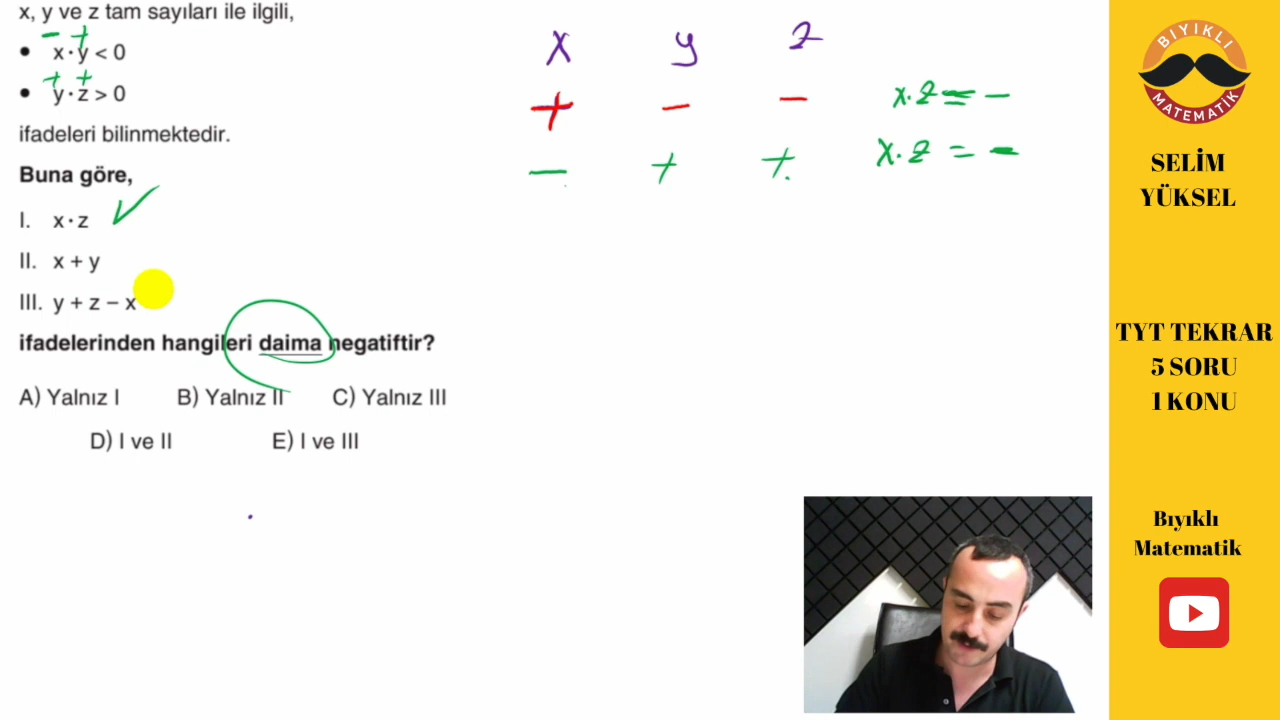 x, y ve z tam sayıları ile ilgili,
− +
• x·y < 0
+ +
• y·z > 0
ifadeleri bilinmektedir.
Buna göre,
I. x·z ✓
II. x + y
III. y + z − x
ifadelerinden hangileri daima negatiftir?
A) Yalnız I B) Yalnız II C) Yalnız III
D) I ve II E) I ve III
x y z
+ − − x·z = −
− + + x·z = −
BIYIKLI
MATEMATİK
SELİM
YÜKSEL
TYT TEKRAR
5 SORU
1 KONU
Bıyıklı
Matematik